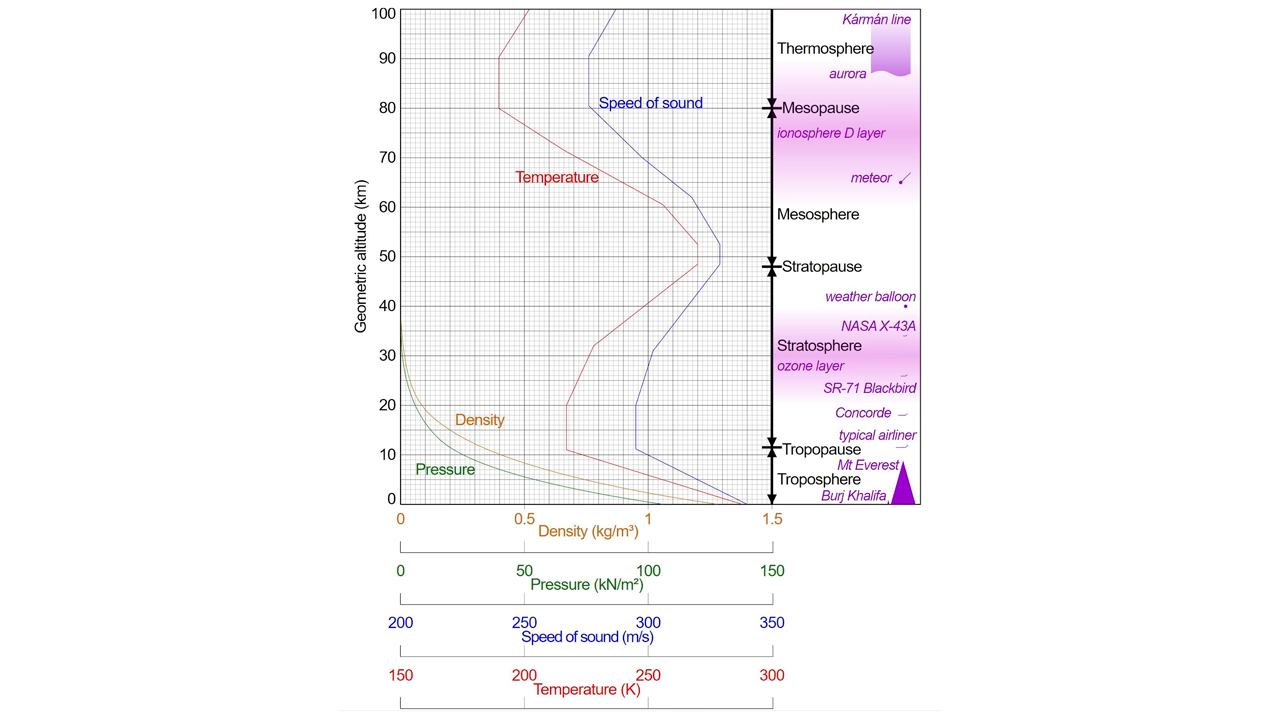 100
90
80
70
60
50
40
30
20
10
0
Geometric altitude (km)
Speed of sound
Temperature
Density
Pressure
Kármán line
Thermosphere
aurora
Mesopause
ionosphere D layer
meteor
Mesosphere
Stratopause
weather balloon
NASA X-43A
Stratosphere
ozone layer
SR-71 Blackbird
Concorde
typical airliner
Tropopause
Mt Everest
Troposphere
Burj Khalifa
0 0.5 1 1.5
Density (kg/m³)
0 50 100 150
Pressure (kN/m²)
200 250 300 350
Speed of sound (m/s)
150 200 250 300
Temperature (K)